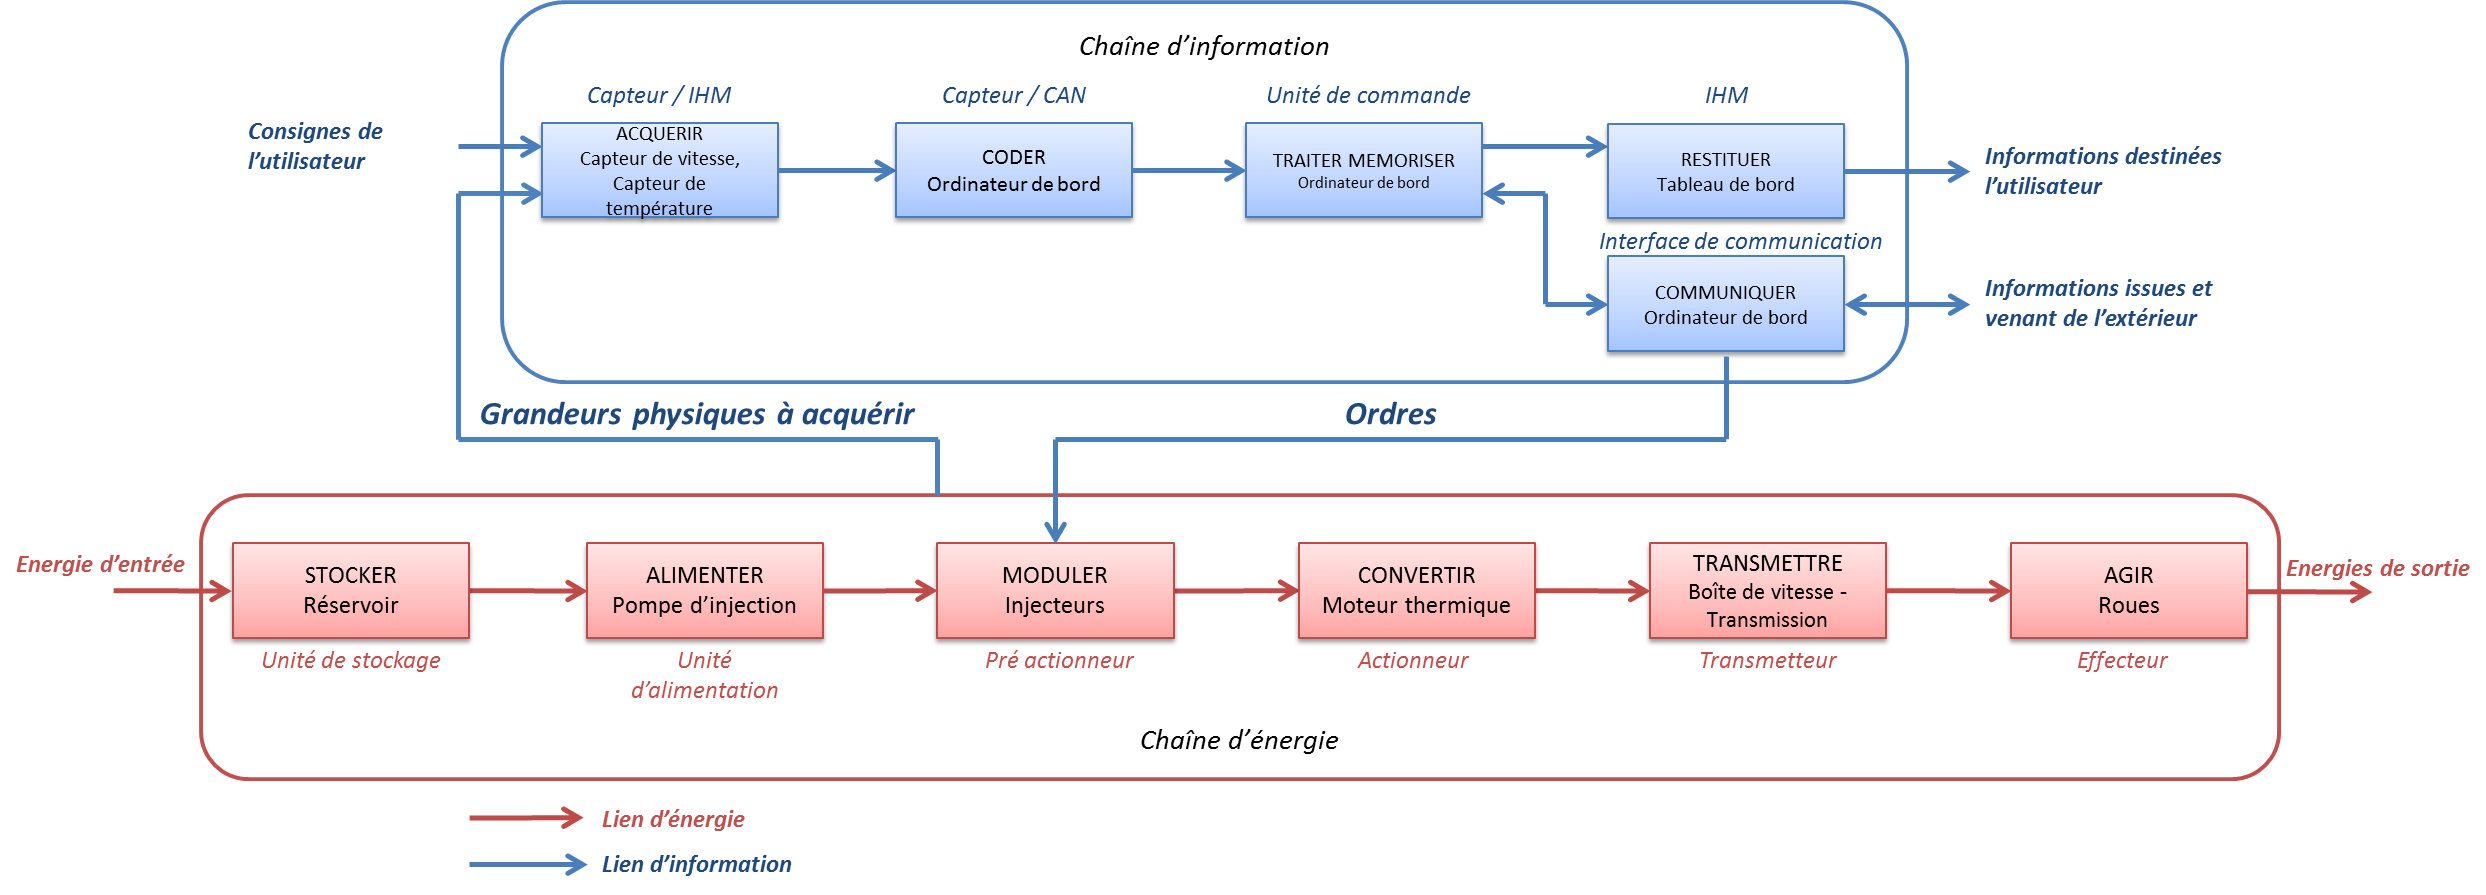 Chaîne d’information
Capteur / IHM
Capteur / CAN
Unité de commande
IHM
Consignes de
l’utilisateur
ACQUERIR
Capteur de vitesse,
Capteur de
température
CODER
Ordinateur de bord
TRAITER MEMORISER
Ordinateur de bord
RESTITUER
Tableau de bord
Informations destinées
l’utilisateur
Interface de communication
COMMUNIQUER
Ordinateur de bord
Informations issues et
venant de l’extérieur
Grandeurs physiques à acquérir
Ordres
Energie d’entrée
STOCKER
Réservoir
ALIMENTER
Pompe d’injection
MODULER
Injecteurs
CONVERTIR
Moteur thermique
TRANSMETTRE
Boîte de vitesse -
Transmission
AGIR
Roues
Energies de sortie
Unité de stockage
Unité
d’alimentation
Pré actionneur
Actionneur
Transmetteur
Effecteur
Chaîne d’énergie
Lien d’énergie
Lien d’information